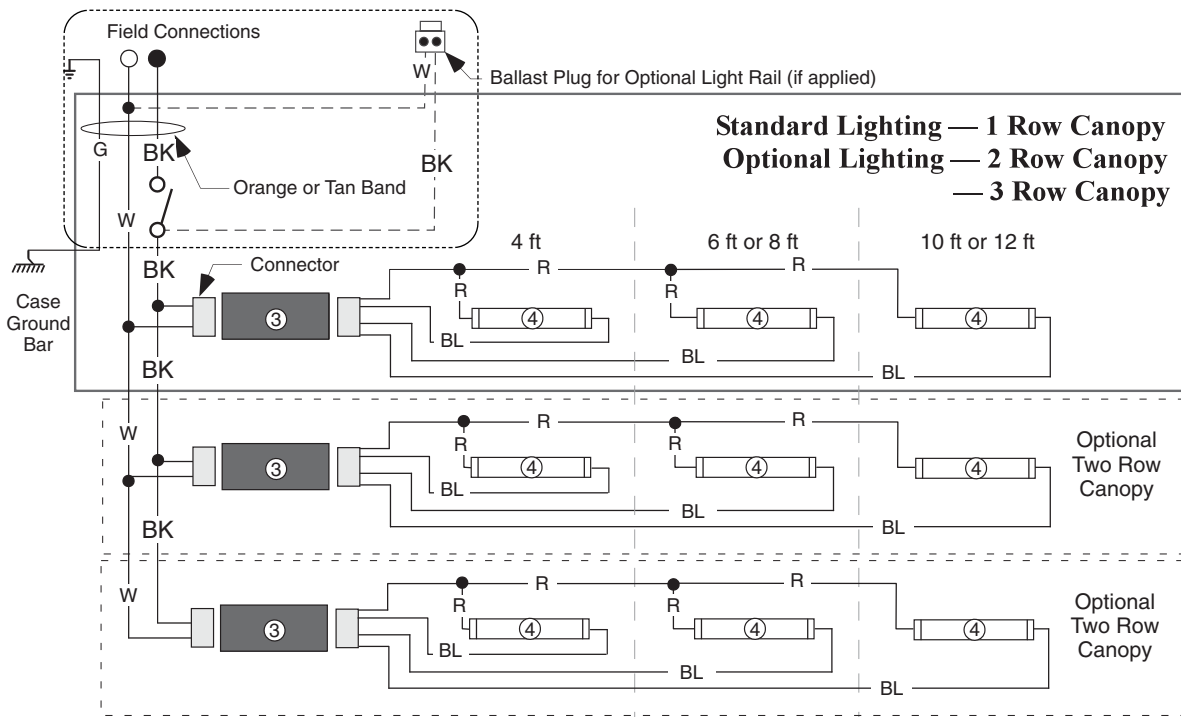 Field Connections
W
Ballast Plug for Optional Light Rail (if applied)
Standard Lighting — 1 Row Canopy
Optional Lighting — 2 Row Canopy
— 3 Row Canopy
G
BK
BK
Orange or Tan Band
W
4 ft
6 ft or 8 ft
10 ft or 12 ft
BK
Connector
R
R
Case
Ground
Bar
R
R
3
4
4
4
BL
BL
BL
BK
W
R
R
R
R
3
4
4
4
BL
BL
BL
Optional
Two Row
Canopy
BK
W
R
R
R
R
3
4
4
4
BL
BL
BL
Optional
Two Row
Canopy